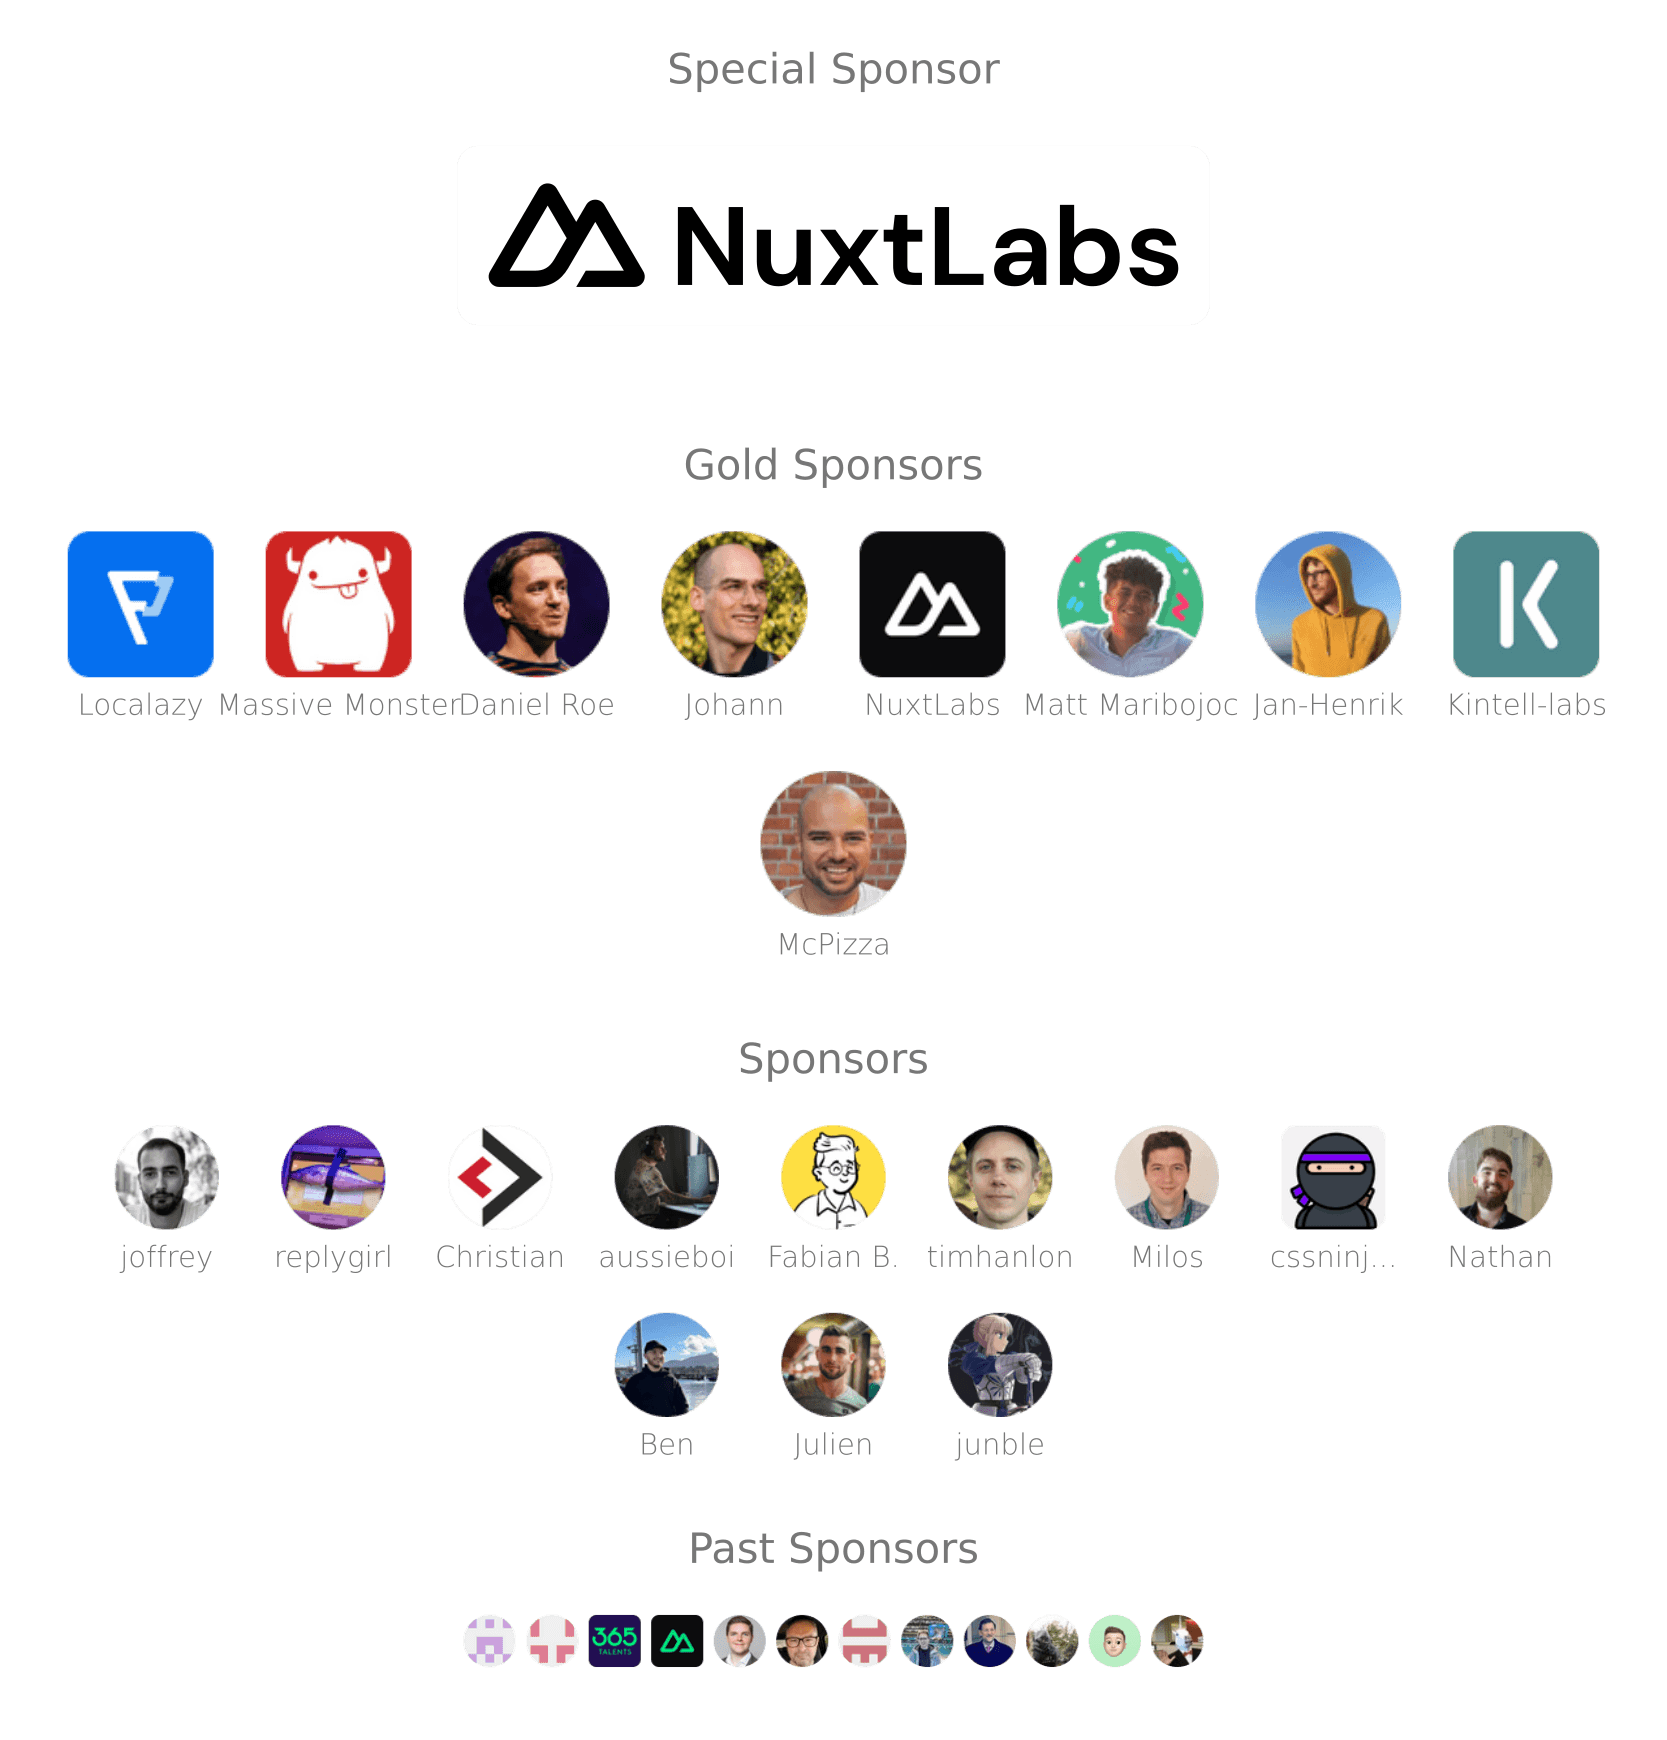 Special Sponsor
NuxtLabs
Gold Sponsors
Localazy Massive Monster Daniel Roe Johann NuxtLabs Matt Maribojoc Jan-Henrik Kintell-labs
McPizza
Sponsors
joffrey replygirl Christian aussieboi Fabian B. timhanlon Milos cssninj... Nathan
Ben Julien junble
Past Sponsors
365
TALENTS